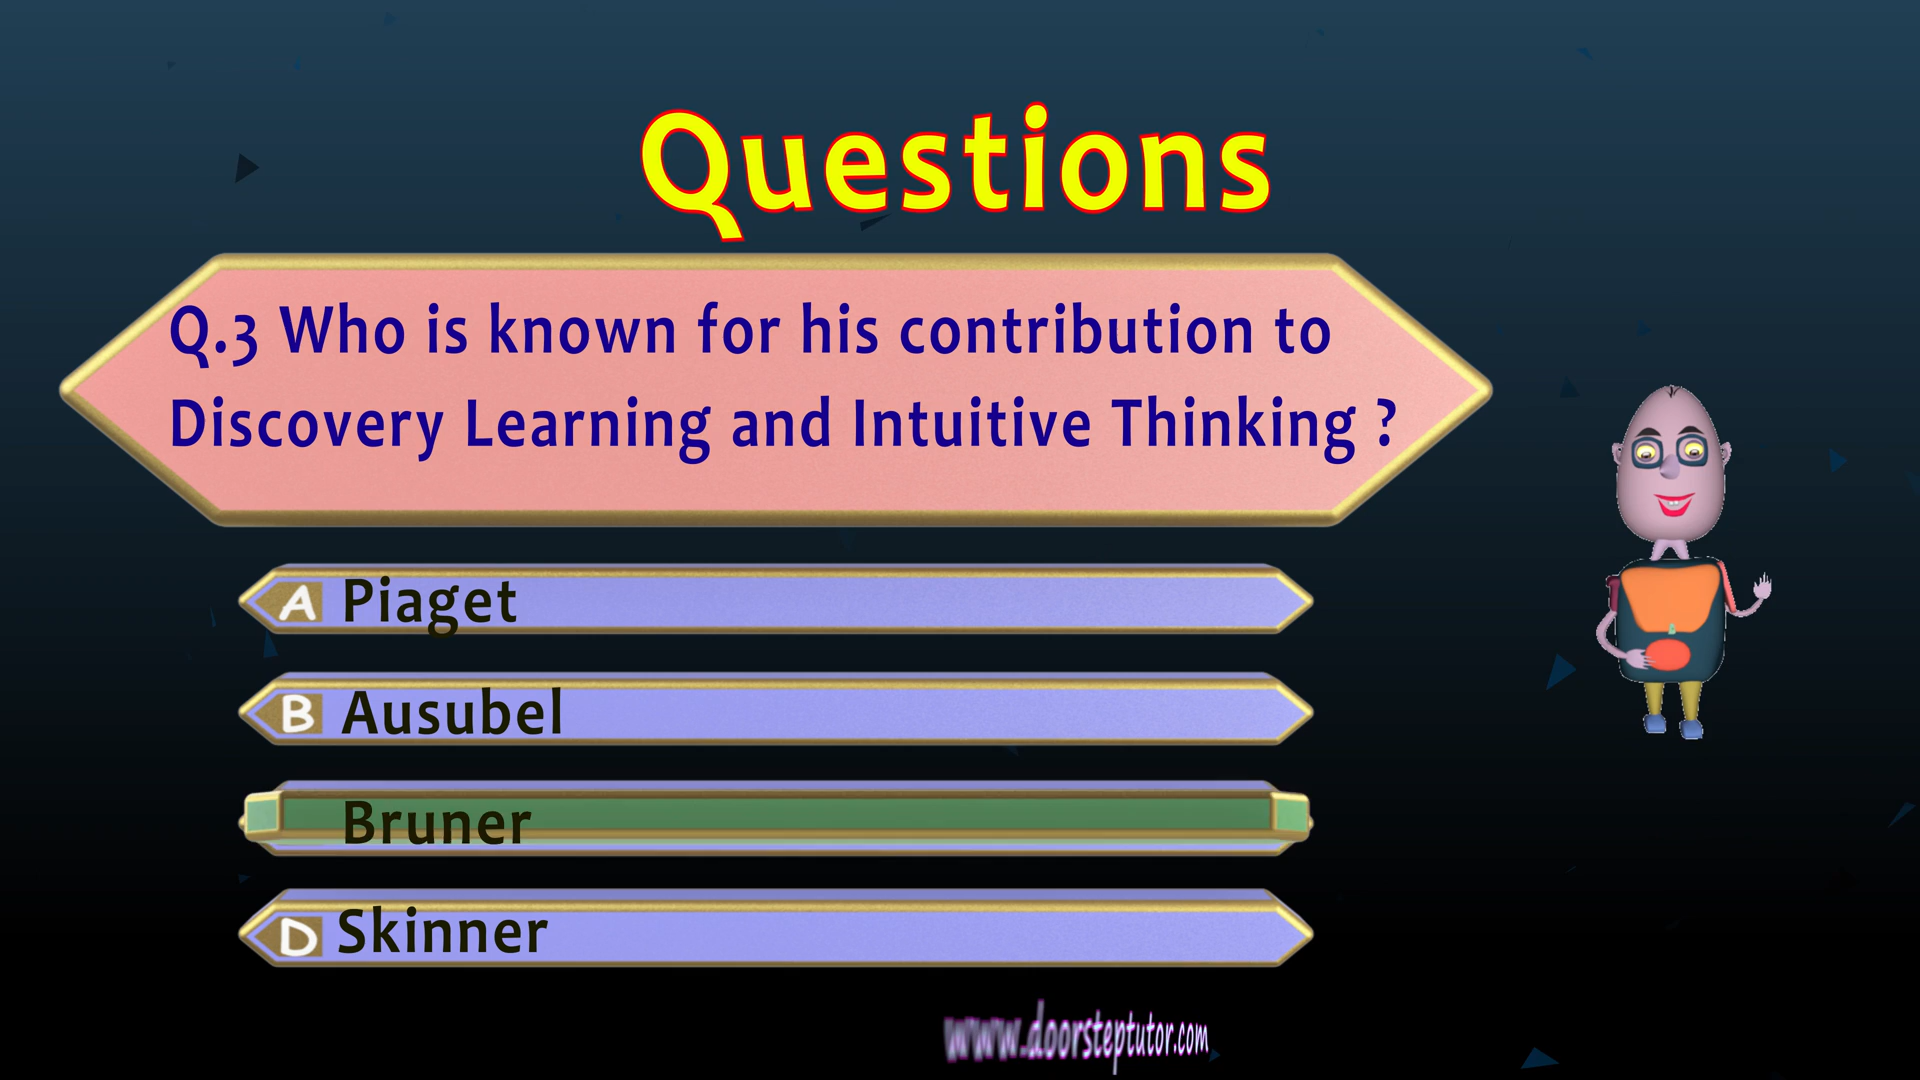 Questions
Q.3 Who is known for his contribution to
Discovery Learning and Intuitive Thinking ?
A Piaget
B Ausubel
Bruner
D Skinner
www.doorsteptutor.com